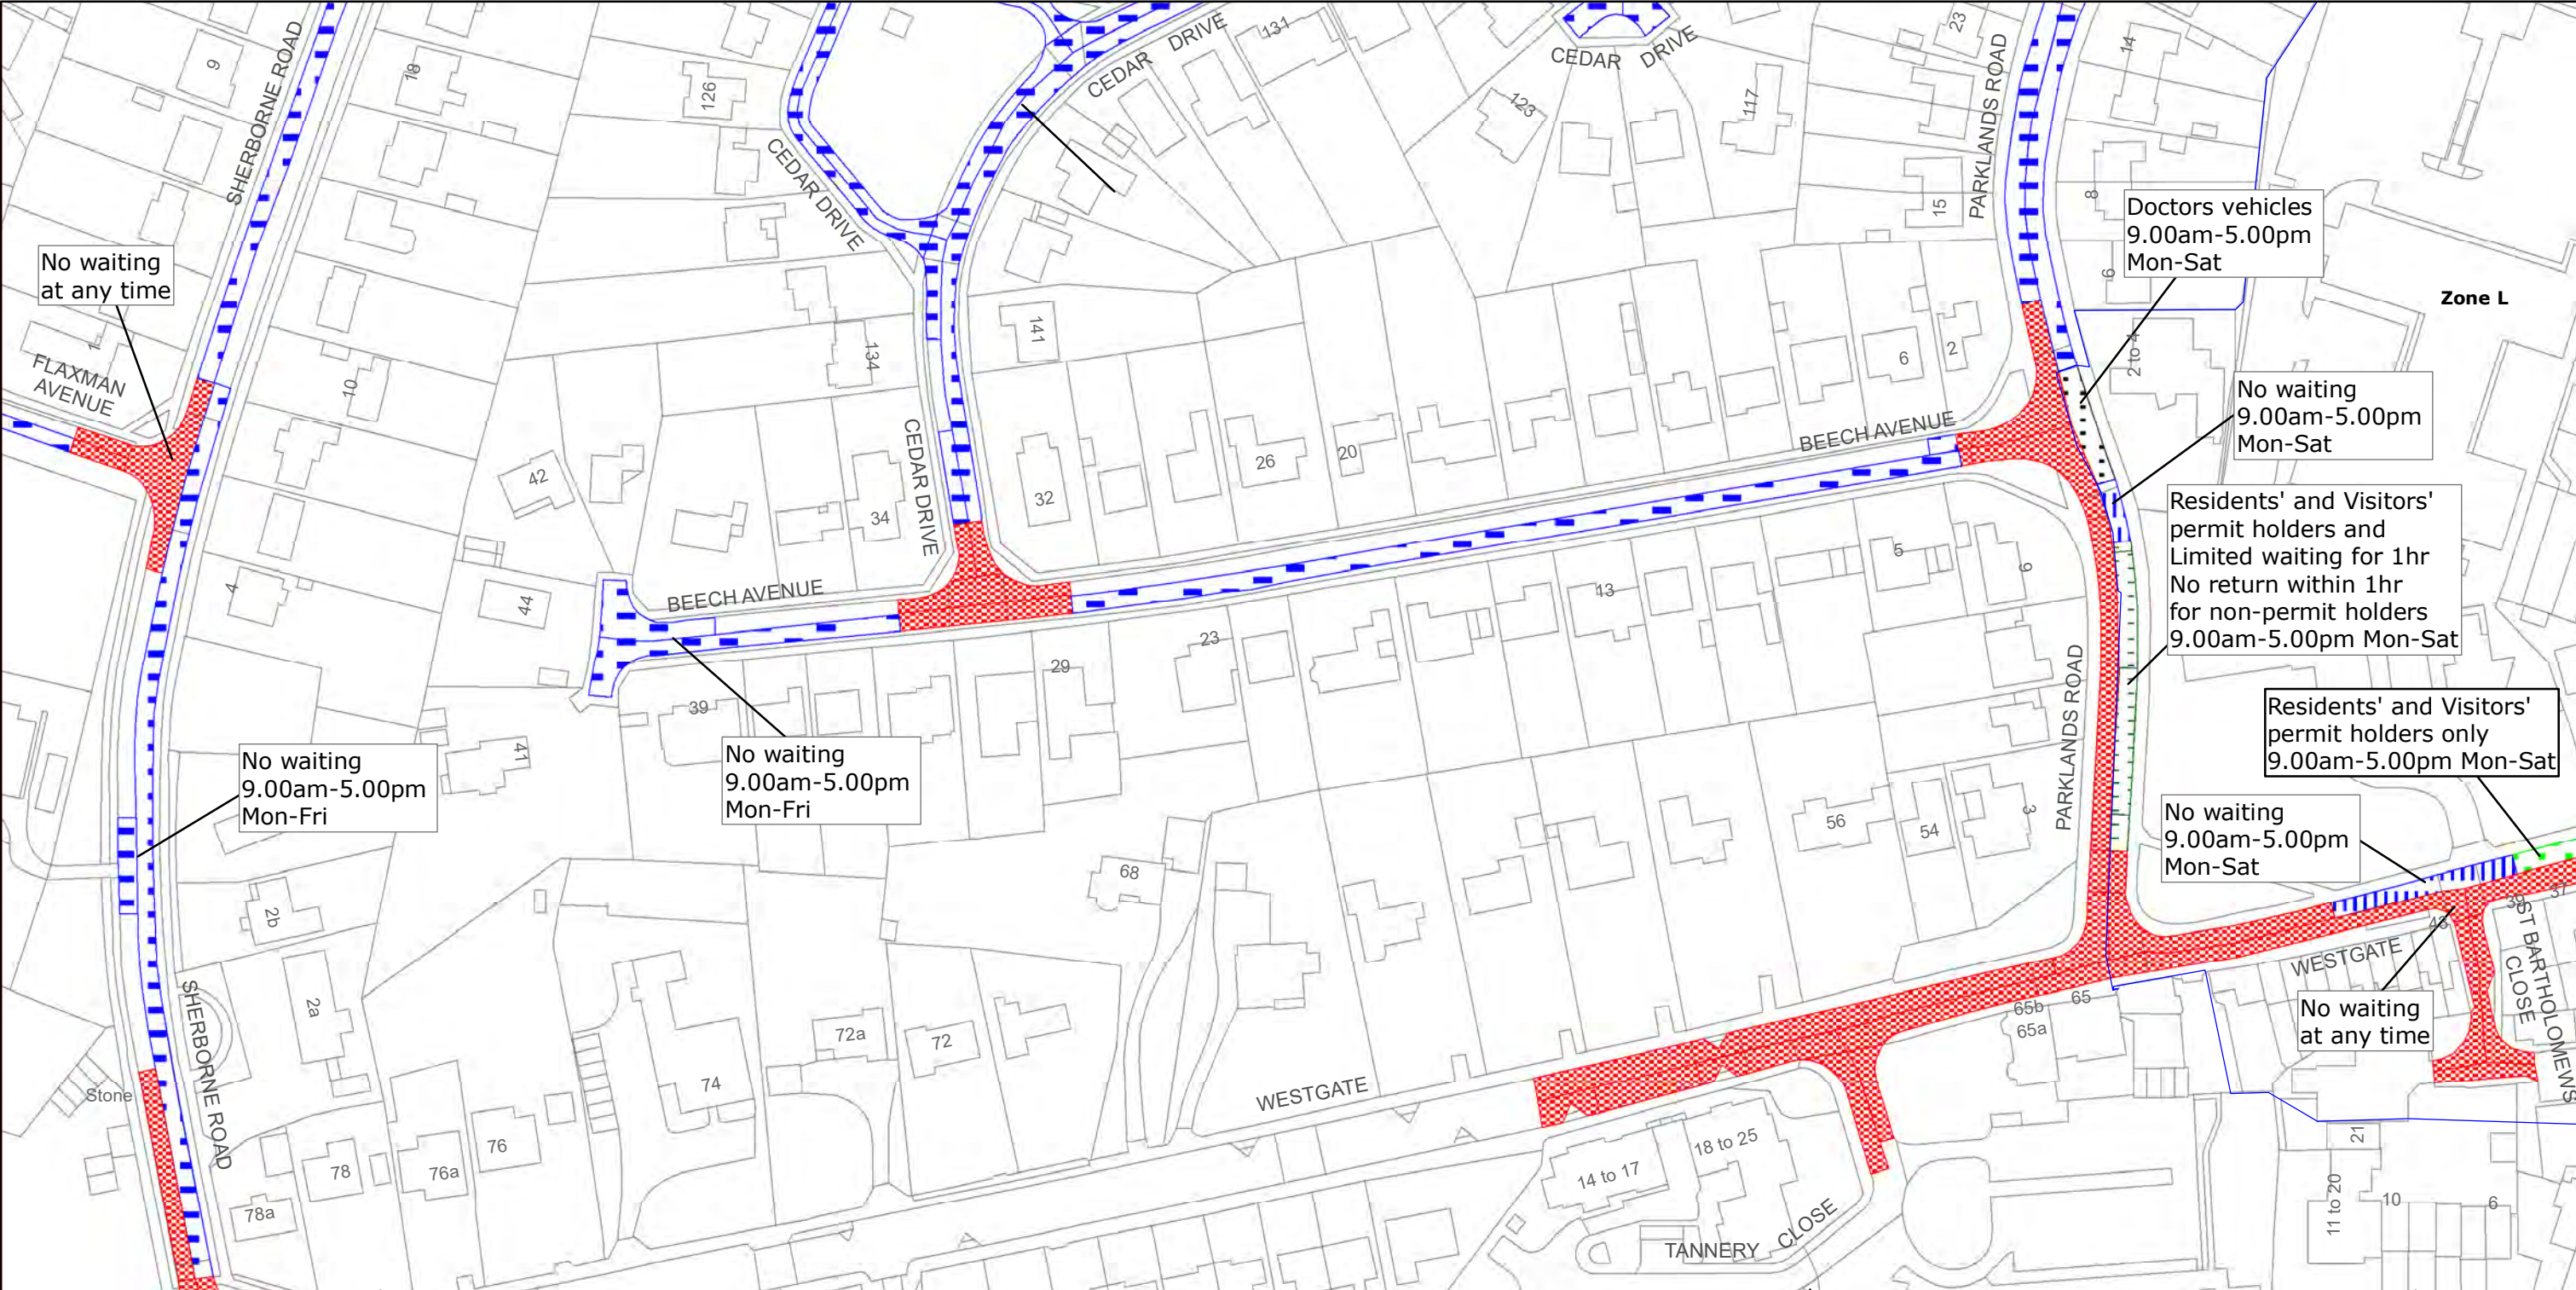 SHERBORNE ROAD
9
18
126
CEDAR DRIVE
131
CEDAR DRIVE
CEDAR DRIVE
123
117
23
PARKLANDS ROAD
14
15
8
6
Doctors vehicles
9.00am-5.00pm
Mon-Sat
Zone L
No waiting
at any time
1
FLAXMAN
AVENUE
10
134
141
6
2
2 to 4
No waiting
9.00am-5.00pm
Mon-Sat
BEECH AVENUE
42
34
CEDAR DRIVE
32
26
20
Residents' and Visitors'
permit holders and
Limited waiting for 1hr
No return within 1hr
for non-permit holders
9.00am-5.00pm Mon-Sat
4
44
BEECH AVENUE
5
9
13
23
29
39
41
PARKLANDS ROAD
Residents' and Visitors'
permit holders only
9.00am-5.00pm Mon-Sat
No waiting
9.00am-5.00pm
Mon-Fri
No waiting
9.00am-5.00pm
Mon-Fri
56
54
3
No waiting
9.00am-5.00pm
Mon-Sat
68
2b
37
39
43
WESTGATE
ST BARTHOLOMEWS
CLOSE
No waiting
at any time
2a
SHERBORNE ROAD
65
65b
65a
72a
72
74
Stone
WESTGATE
76
76a
78
78a
14 to 17
18 to 25
TANNERY CLOSE
21
11 to 20
10
6